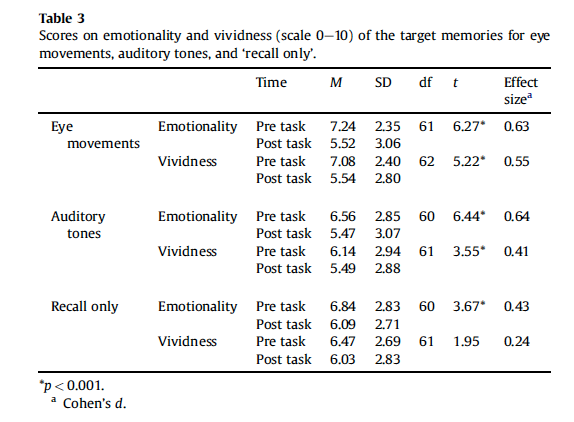 Table 3
Scores on emotionality and vividness (scale 0–10) of the target memories for eye
movements, auditory tones, and 'recall only'.
Time M SD df t Effect
sizeᵃ
Eye Emotionality Pre task 7.24 2.35 61 6.27* 0.63
movements Post task 5.52 3.06
Vividness Pre task 7.08 2.40 62 5.22* 0.55
Post task 5.54 2.80
Auditory Emotionality Pre task 6.56 2.85 60 6.44* 0.64
tones Post task 5.47 3.07
Vividness Pre task 6.14 2.94 61 3.55* 0.41
Post task 5.49 2.88
Recall only Emotionality Pre task 6.84 2.83 60 3.67* 0.43
Post task 6.09 2.71
Vividness Pre task 6.47 2.69 61 1.95 0.24
Post task 6.03 2.83
*p < 0.001.
ᵃ Cohen's d.